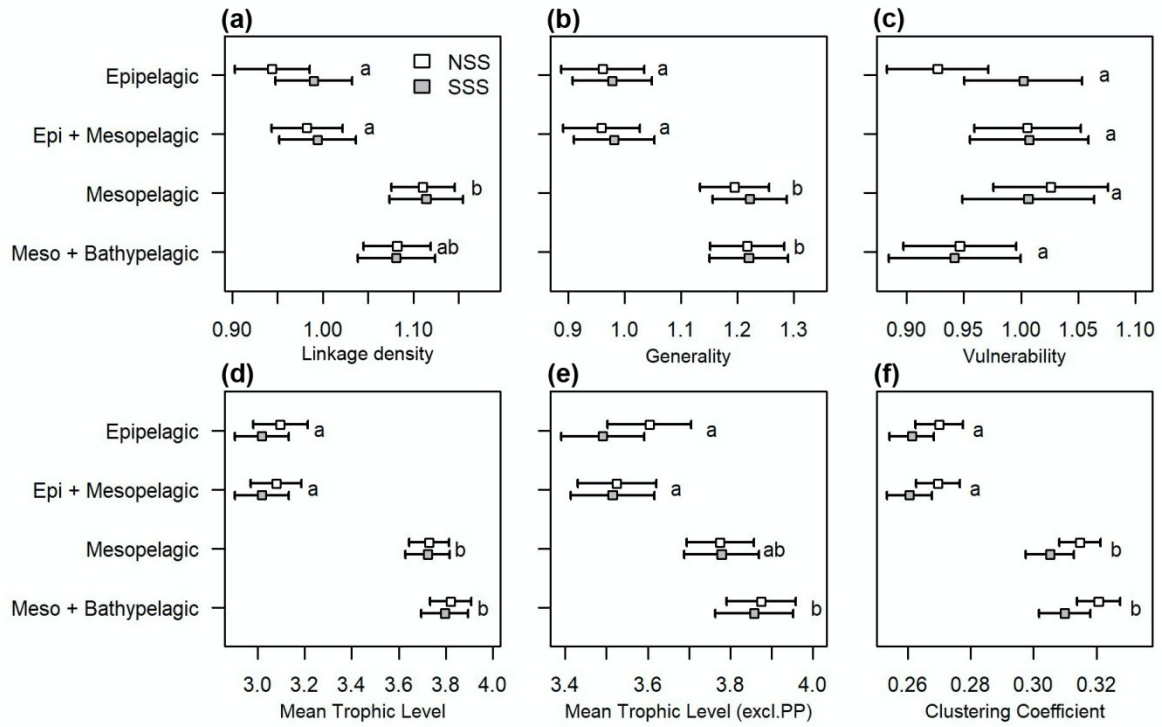 (a) (b) (c)
Epipelagic a NSS a a
SSS
Epi + Mesopelagic a a a
Mesopelagic b b a
Meso + Bathypelagic ab b a
0.90 1.00 1.10 0.9 1.0 1.1 1.2 1.3 0.90 0.95 1.00 1.05 1.10
Linkage density Generality Vulnerability
(d) (e) (f)
Epipelagic a a a
Epi + Mesopelagic a a a
Mesopelagic b ab b
Meso + Bathypelagic b b b
3.0 3.2 3.4 3.6 3.8 4.0 3.4 3.6 3.8 4.0 0.26 0.28 0.30 0.32
Mean Trophic Level Mean Trophic Level (excl.PP) Clustering Coefficient